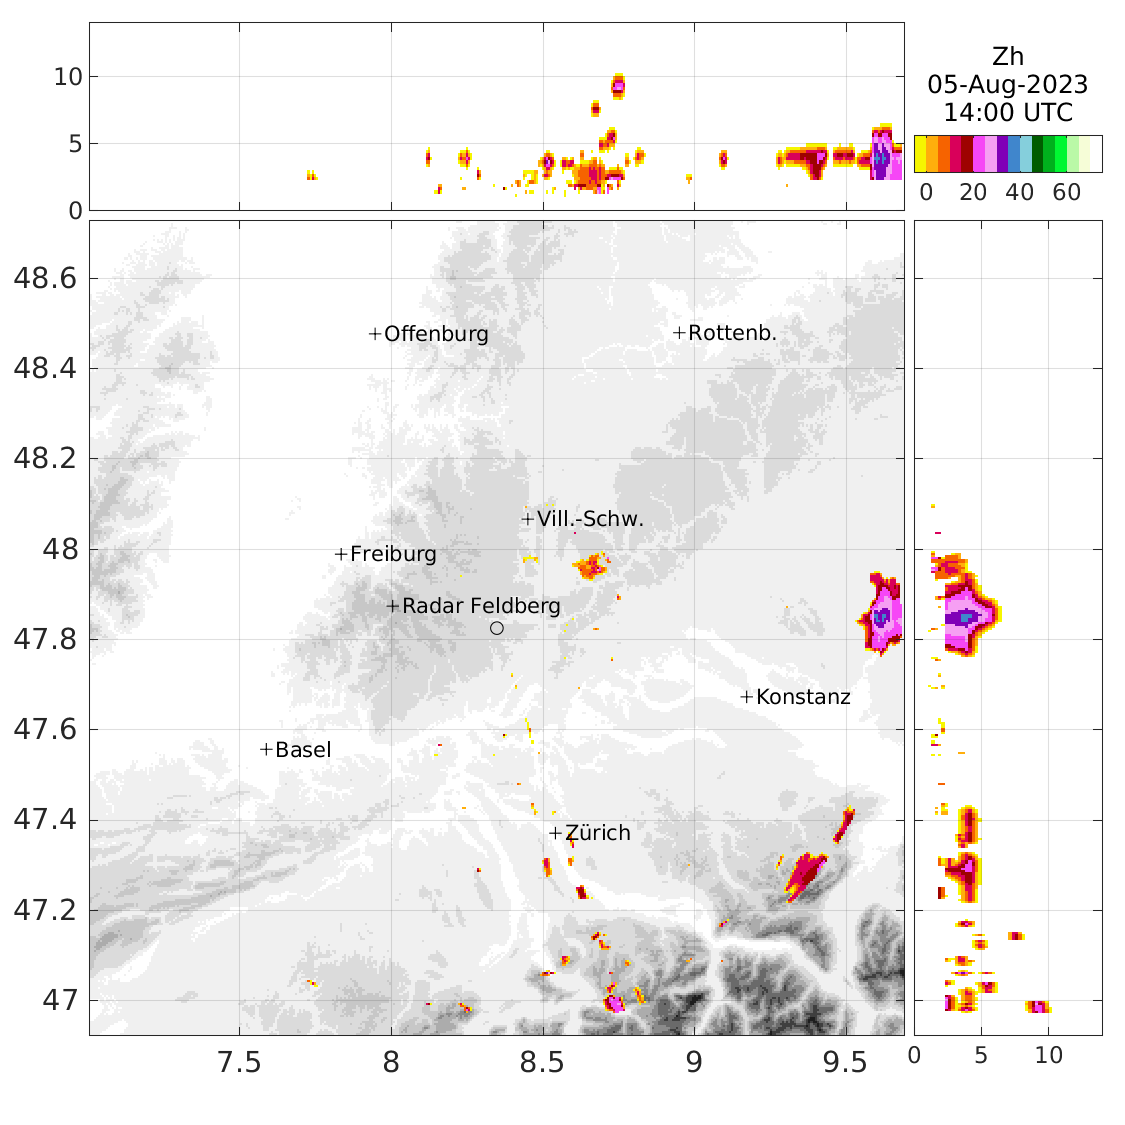 Zh
05-Aug-2023
14:00 UTC
0 20 40 60
10
5
0
48.6
48.4
48.2
48
47.8
47.6
47.4
47.2
47
+Offenburg
+Rottenb.
+Vill.-Schw.
+Freiburg
+Radar Feldberg
+Konstanz
+Basel
+Zürich
7.5 8 8.5 9 9.5
0 5 10